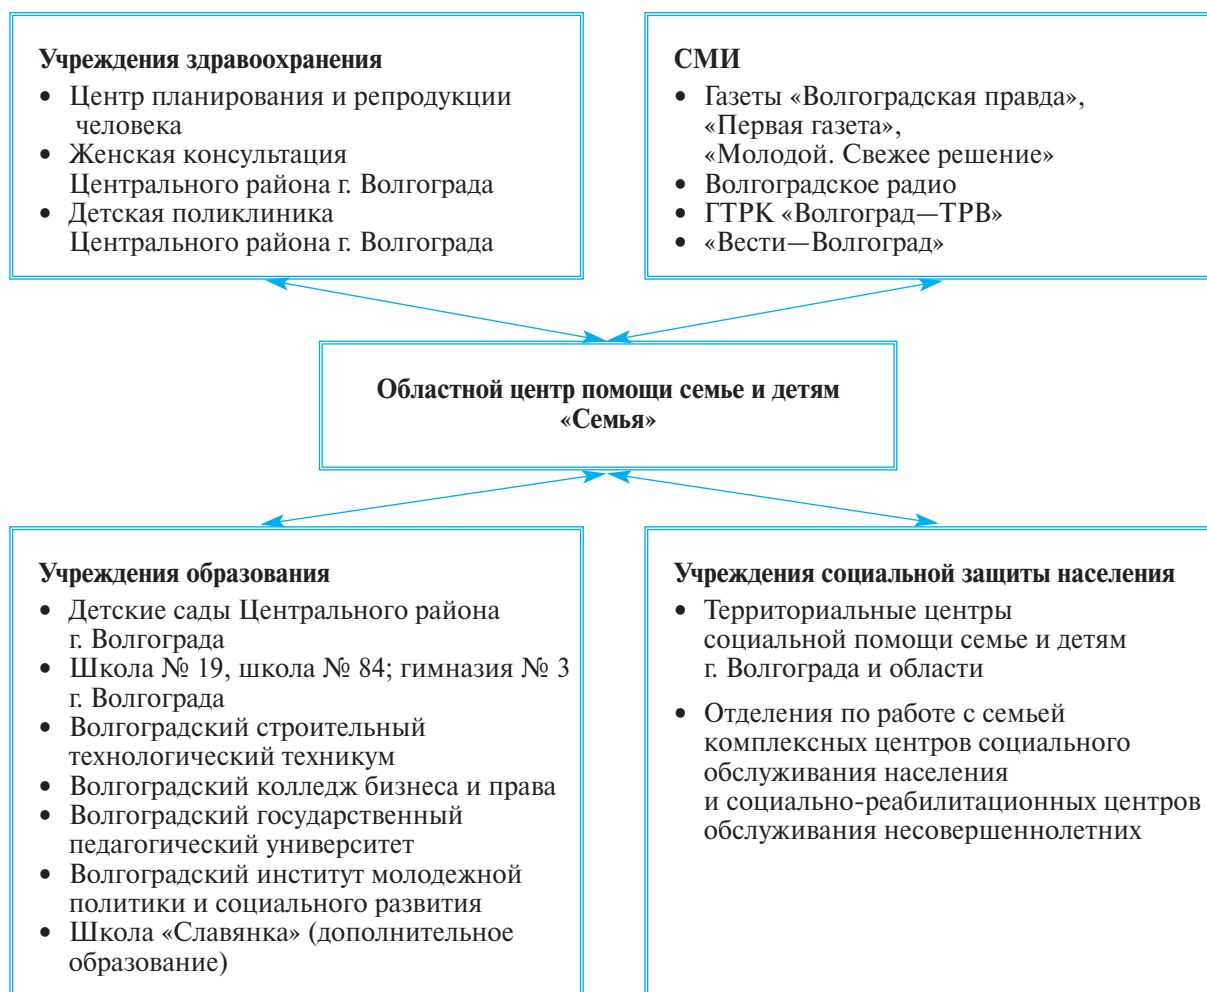 Учреждения здравоохранения
• Центр планирования и репродукции
человека
• Женская консультация
Центрального района г. Волгограда
• Детская поликлиника
Центрального района г. Волгограда
СМИ
• Газеты «Волгоградская правда»,
«Первая газета»,
«Молодой. Свежее решение»
• Волгоградское радио
• ГТРК «Волгоград—ТРВ»
• «Вести—Волгоград»
Областной центр помощи семье и детям
«Семья»
Учреждения образования
• Детские сады Центрального района
г. Волгограда
• Школа № 19, школа № 84; гимназия № 3
г. Волгограда
• Волгоградский строительный
технологический техникум
• Волгоградский колледж бизнеса и права
• Волгоградский государственный
педагогический университет
• Волгоградский институт молодежной
политики и социального развития
• Школа «Славянка» (дополнительное
образование)
Учреждения социальной защиты населения
• Территориальные центры
социальной помощи семье и детям
г. Волгограда и области
• Отделения по работе с семьей
комплексных центров социального
обслуживания населения
и социально-реабилитационных центров
обслуживания несовершеннолетних